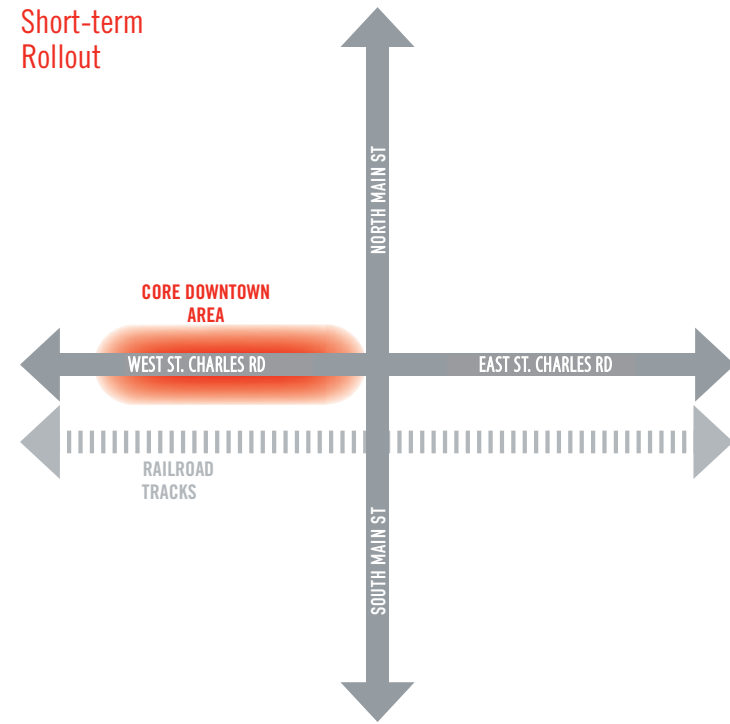 Short-term
Rollout
NORTH MAIN ST
CORE DOWNTOWN
AREA
WEST ST. CHARLES RD
EAST ST. CHARLES RD
RAILROAD
TRACKS
SOUTH MAIN ST